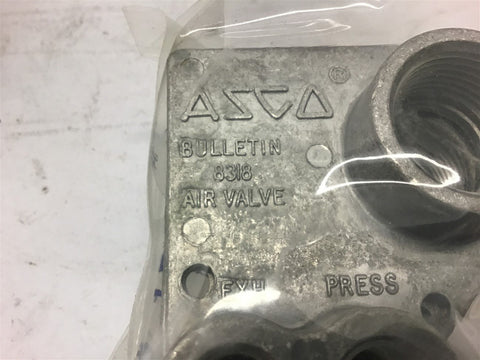 ASCO ®
BULLETIN
8318
AIR VALVE
EXH PRESS